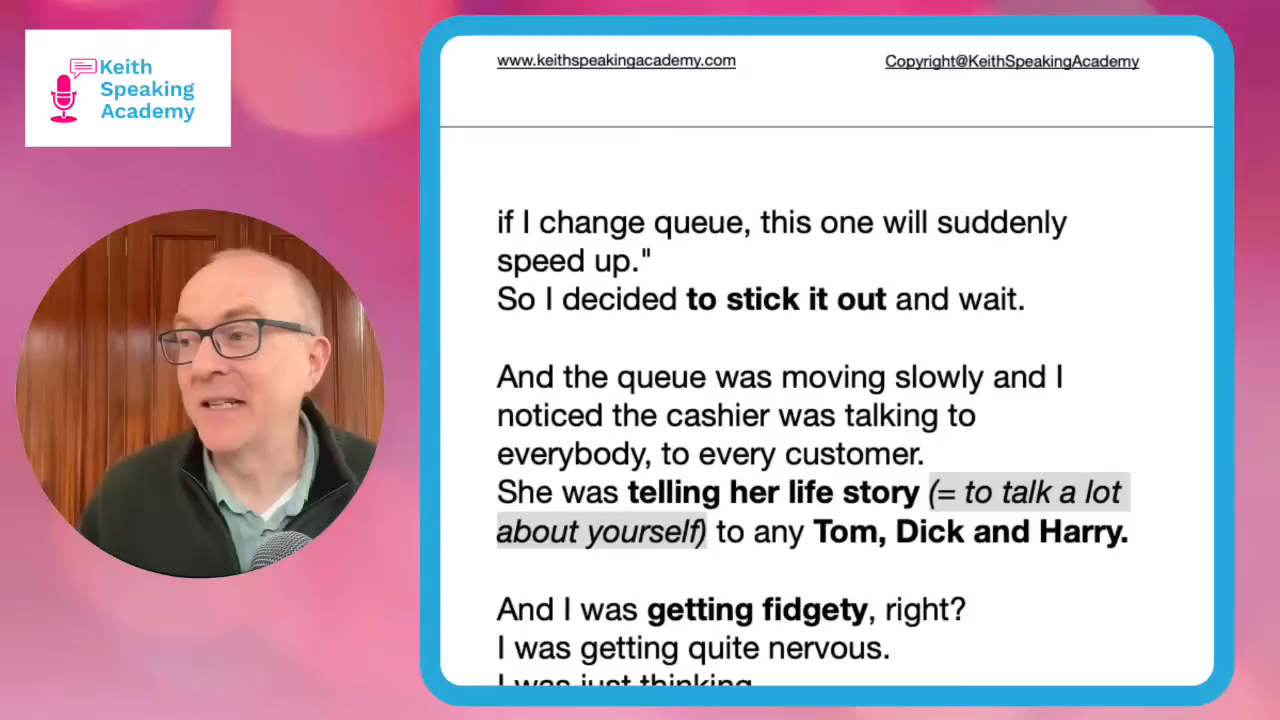 Keith
Speaking
Academy
www.keithspeakingacademy.com Copyright@KeithSpeakingAcademy
if I change queue, this one will suddenly
speed up."
So I decided to stick it out and wait.
And the queue was moving slowly and I
noticed the cashier was talking to
everybody, to every customer.
She was telling her life story (= to talk a lot
about yourself) to any Tom, Dick and Harry.
And I was getting fidgety, right?
I was getting quite nervous.
I was just thinking